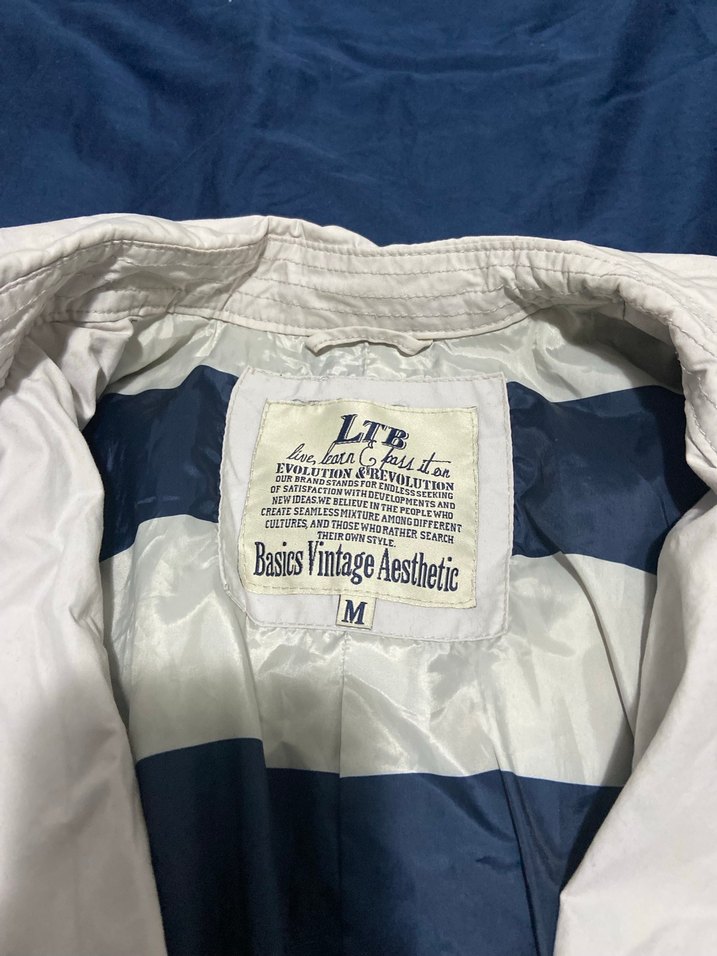 LTB
live, learn & pass it on
EVOLUTION & REVOLUTION
OUR BRAND STANDS FOR ENDLESS SEEKING
OF SATISFACTION WITH DEVELOPMENTS AND
NEW IDEAS.WE BELIEVE IN THE PEOPLE WHO
CREATE SEAMLESS MIXTURE AMONG DIFFERENT
CULTURES, AND THOSE WHO RATHER SEARCH
THEIR OWN STYLE.
Basics Vintage Aesthetic
M